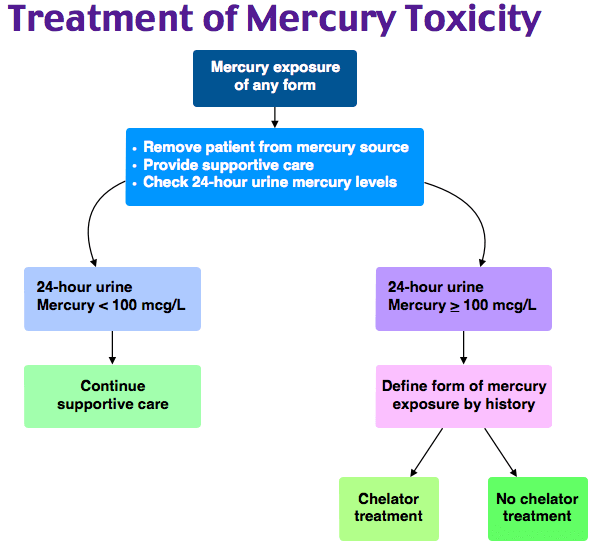 Treatment of Mercury Toxicity
Mercury exposure
of any form
• Remove patient from mercury source
• Provide supportive care
• Check 24-hour urine mercury levels
24-hour urine
Mercury < 100 mcg/L
24-hour urine
Mercury ≥ 100 mcg/L
Continue
supportive care
Define form of mercury
exposure by history
Chelator
treatment
No chelator
treatment